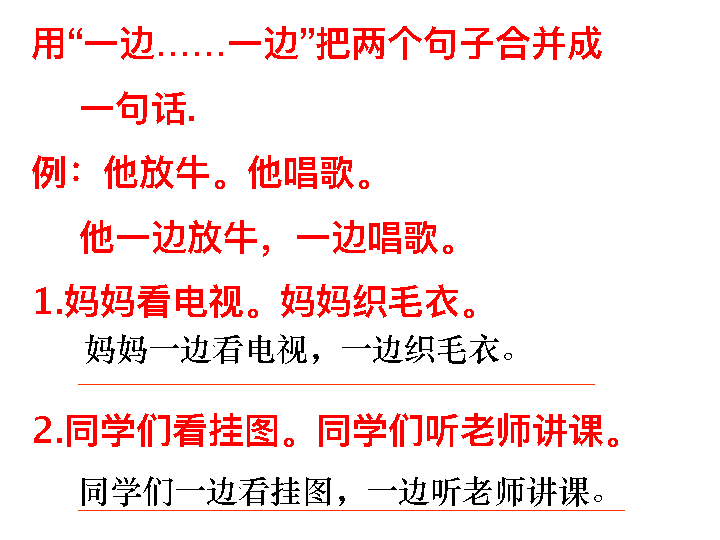 用“一边……一边”把两个句子合并成
一句话.
例：他放牛。他唱歌。
他一边放牛，一边唱歌。
1.妈妈看电视。妈妈织毛衣。
妈妈一边看电视，一边织毛衣。
2.同学们看挂图。同学们听老师讲课。
同学们一边看挂图，一边听老师讲课。